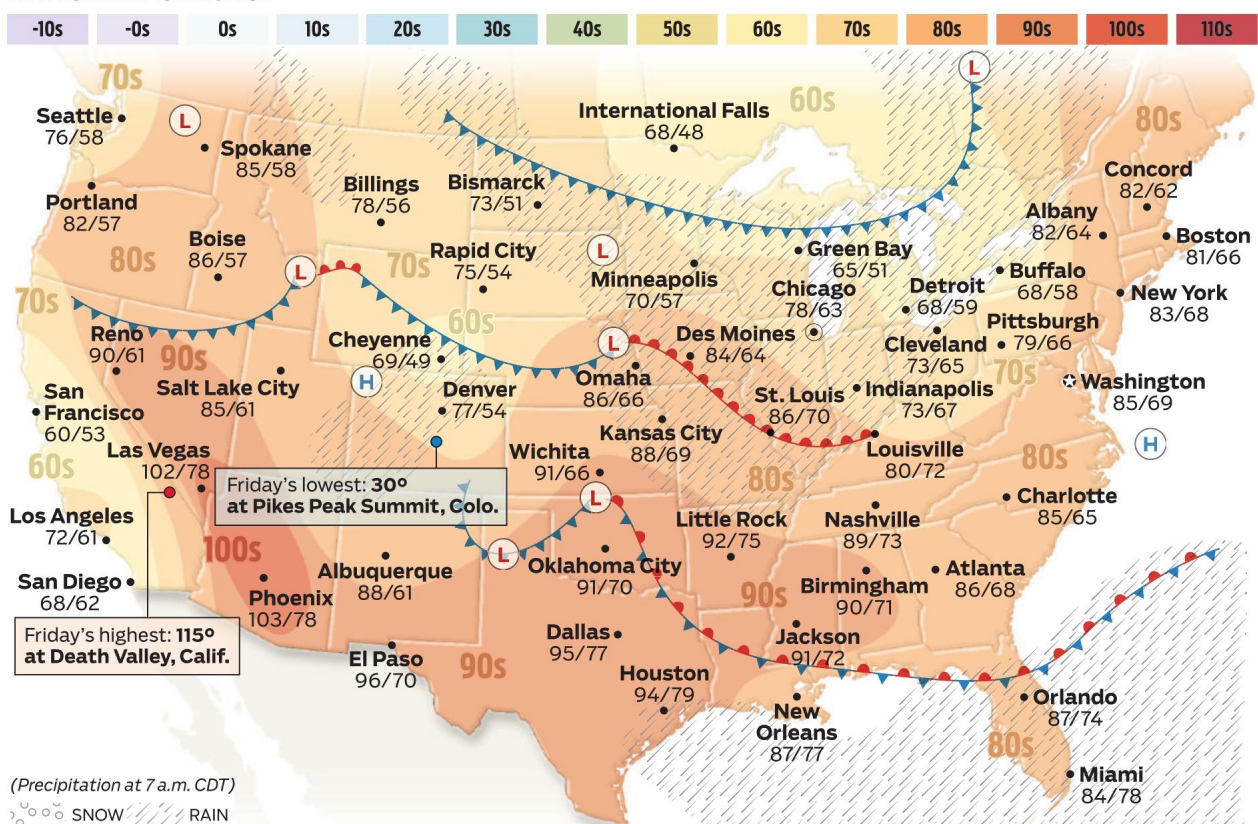 -10s -0s 0s 10s 20s 30s 40s 50s 60s 70s 80s 90s 100s 110s
70s
Seattle
76/58
L
Spokane
85/58
Portland
82/57
Boise
86/57
80s
Billings
78/56
Bismarck
73/51
Rapid City
75/54
70s
60s
International Falls
68/48
60s
L
80s
Concord
82/62
Albany
82/64
Boston
81/66
Buffalo
68/58
New York
83/68
Green Bay
65/51
L
Minneapolis
70/57
Chicago
78/63
Detroit
68/59
Cleveland
73/65
Pittsburgh
79/66
70s
Washington
85/69
H
L
70s
Reno
90/61
90s
Salt Lake City
85/61
Cheyenne
69/49
H
Denver
77/54
L
Omaha
86/66
Des Moines
84/64
St. Louis
86/70
Indianapolis
73/67
Kansas City
88/69
Louisville
80/72
80s
80s
San
Francisco
60/53
60s
Las Vegas
102/78
Wichita
91/66
Friday's lowest: 30º
at Pikes Peak Summit, Colo.
L
L
Los Angeles
72/61
San Diego
68/62
100s
Phoenix
103/78
Albuquerque
88/61
Oklahoma City
91/70
Little Rock
92/75
Nashville
89/73
Charlotte
85/65
90s
Birmingham
90/71
Atlanta
86/68
Friday's highest: 115º
at Death Valley, Calif.
El Paso
96/70
90s
Dallas
95/77
Houston
94/79
Jackson
91/72
New
Orleans
87/77
Orlando
87/74
80s
Miami
84/78
(Precipitation at 7 a.m. CDT)
SNOW RAIN